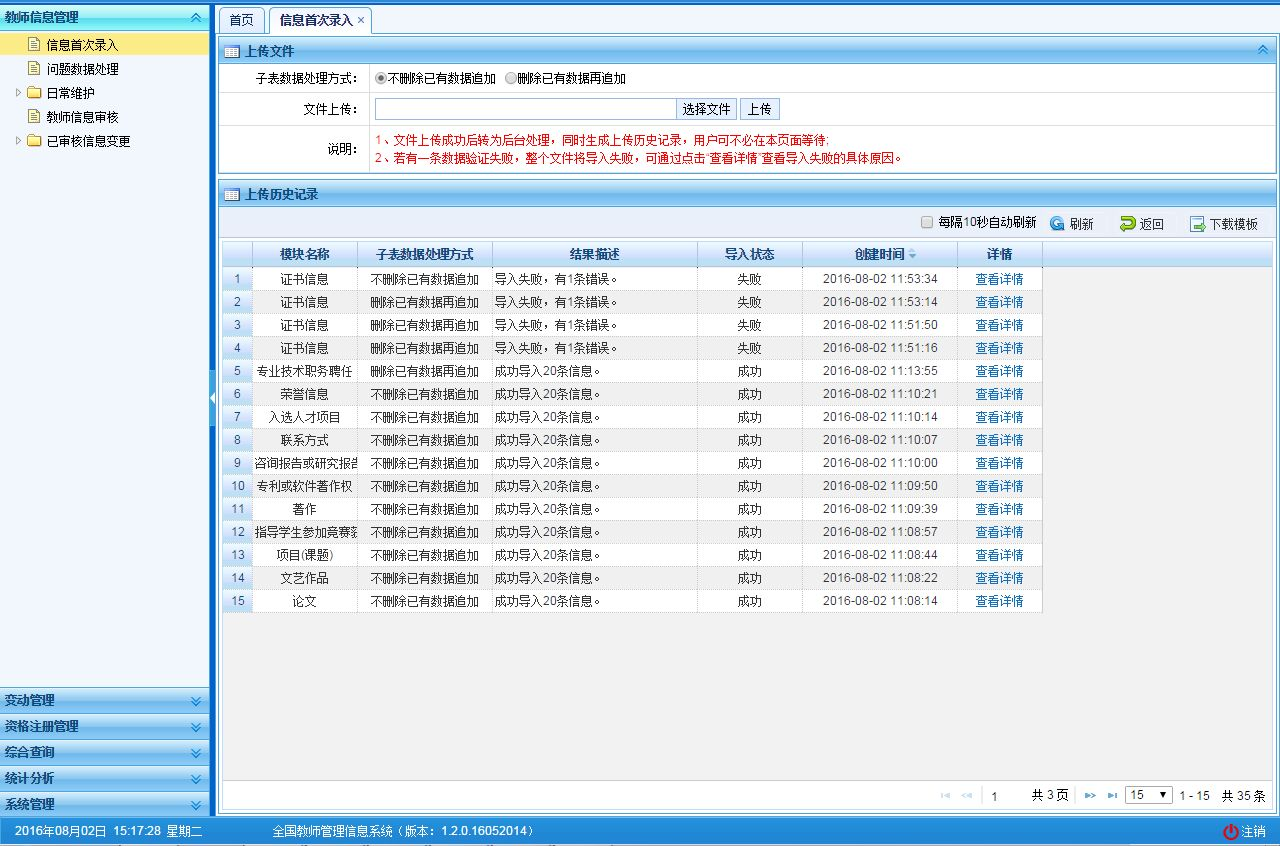 教师信息管理
信息首次录入
问题数据处理
日常维护
教师信息审核
已审核信息变更
首页 信息首次录入 ×
上传文件
子表数据处理方式： 不删除已有数据追加 删除已有数据再追加
文件上传： 选择文件 上传
说明：
1、文件上传成功后转为后台处理，同时生成上传历史记录，用户可不必在本页面等待;
2、若有一条数据验证失败，整个文件将导入失败，可通过点击"查看详情"查看导入失败的具体原因。
上传历史记录
每隔10秒自动刷新 刷新 返回 下载模板
模块名称 子表数据处理方式 结果描述 导入状态 创建时间 详情
1 证书信息 不删除已有数据追加 导入失败，有1条错误。 失败 2016-08-02 11:53:34 查看详情
2 证书信息 删除已有数据再追加 导入失败，有1条错误。 失败 2016-08-02 11:53:14 查看详情
3 证书信息 删除已有数据再追加 导入失败，有1条错误。 失败 2016-08-02 11:51:50 查看详情
4 证书信息 删除已有数据再追加 导入失败，有1条错误。 失败 2016-08-02 11:51:16 查看详情
5 专业技术职务聘任 删除已有数据再追加 成功导入20条信息。 成功 2016-08-02 11:13:55 查看详情
6 荣誉信息 不删除已有数据追加 成功导入20条信息。 成功 2016-08-02 11:10:21 查看详情
7 入选人才项目 不删除已有数据追加 成功导入20条信息。 成功 2016-08-02 11:10:14 查看详情
8 联系方式 不删除已有数据追加 成功导入20条信息。 成功 2016-08-02 11:10:07 查看详情
9 咨询报告或研究报告 不删除已有数据追加 成功导入20条信息。 成功 2016-08-02 11:10:00 查看详情
10 专利或软件著作权 不删除已有数据追加 成功导入20条信息。 成功 2016-08-02 11:09:50 查看详情
11 著作 不删除已有数据追加 成功导入20条信息。 成功 2016-08-02 11:09:39 查看详情
12 指导学生参加竞赛获 不删除已有数据追加 成功导入20条信息。 成功 2016-08-02 11:08:57 查看详情
13 项目(课题) 不删除已有数据追加 成功导入20条信息。 成功 2016-08-02 11:08:44 查看详情
14 文艺作品 不删除已有数据追加 成功导入20条信息。 成功 2016-08-02 11:08:22 查看详情
15 论文 不删除已有数据追加 成功导入20条信息。 成功 2016-08-02 11:08:14 查看详情
变动管理
资格注册管理
综合查询
统计分析
系统管理
1 共 3 页 15 1 - 15 共 35 条
2016年08月02日 15:17:28 星期二 全国教师管理信息系统（版本：1.2.0.16052014） 注销